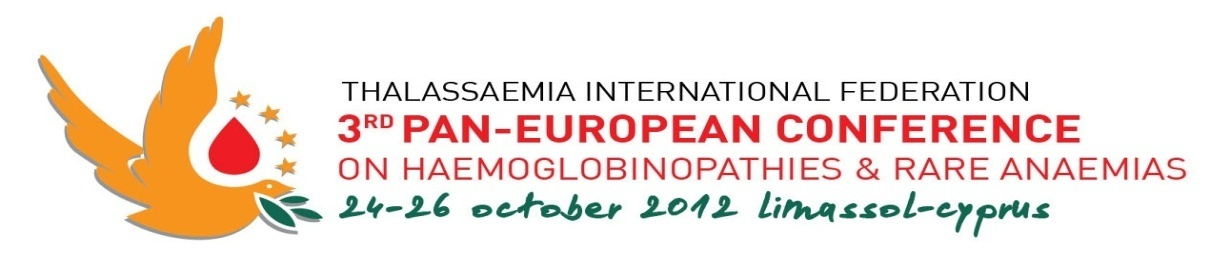 THALASSAEMIA INTERNATIONAL FEDERATION
3RD PAN-EUROPEAN CONFERENCE
ON HAEMOGLOBINOPATHIES & RARE ANAEMIAS
24-26 october 2012 limassol-cyprus